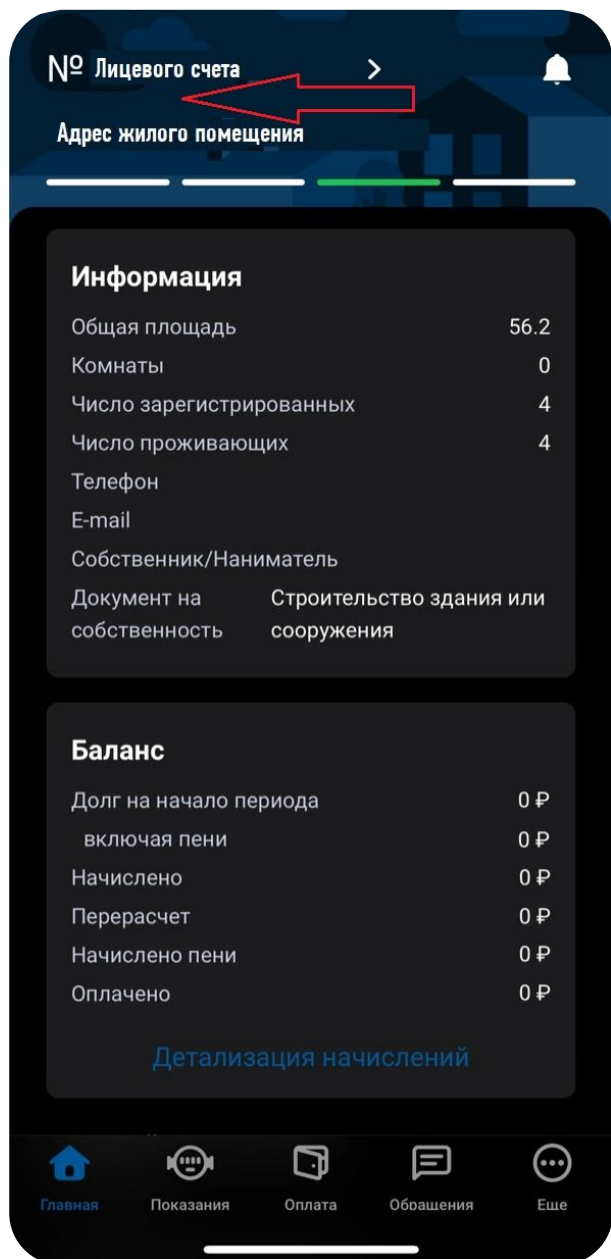 № Лицевого счета
Адрес жилого помещения
Информация
Общая площадь 56.2
Комнаты 0
Число зарегистрированных 4
Число проживающих 4
Телефон
E-mail
Собственник/Наниматель
Документ на Строительство здания или
собственность сооружения
Баланс
Долг на начало периода 0 ₽
включая пени 0 ₽
Начислено 0 ₽
Перерасчет 0 ₽
Начислено пени 0 ₽
Оплачено 0 ₽
Детализация начислений
Главная Показания Оплата Обращения Еще